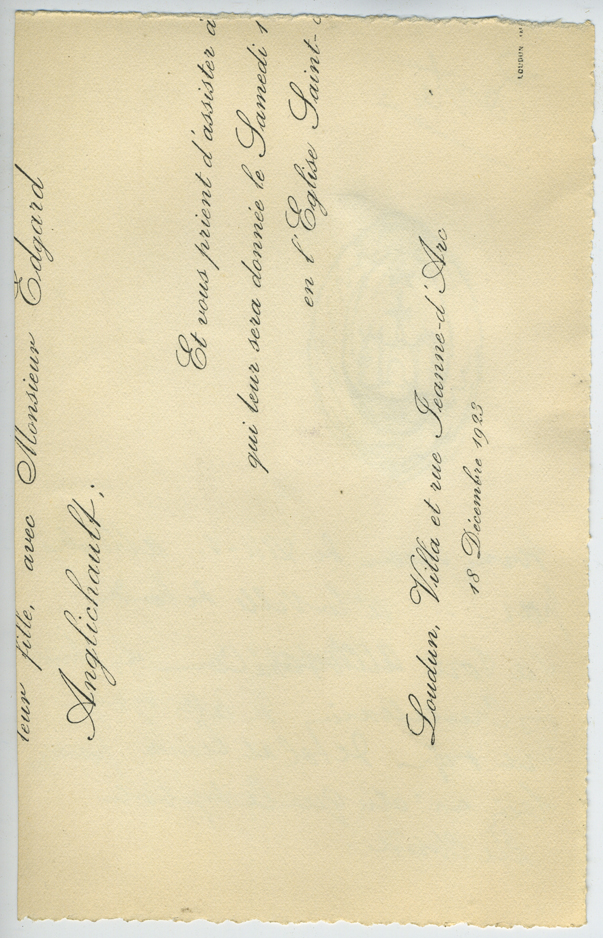 leur fille, avec Monsieur Edgard
Anglichault;
Et vous prient d'assister à
qui leur sera donnée le Samedi
en l'Eglise Saint-
Loudun, Villa et rue Jeanne-d'Arc
18 Décembre 1923
LOUDUN